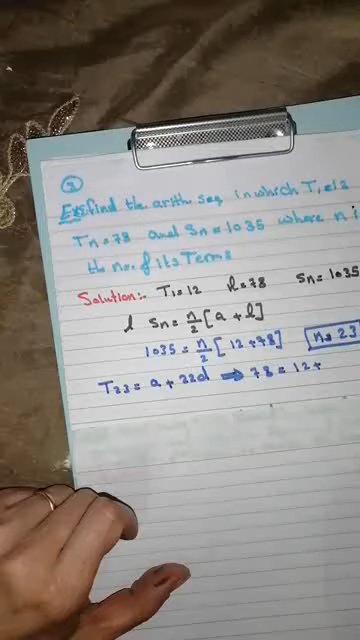 2
Ex: find the arith. seq. in which T₁ = 12
Tn = 78 and Sn = 1035 where n i
the no. of its Terms
Solution:- T₁ = 12 l = 78 Sn = 1035
l Sn = n/2 [a + l]
1035 = n/2 [12 + 78] n = 23
T23 = a + 22d ⇒ 78 = 12 +